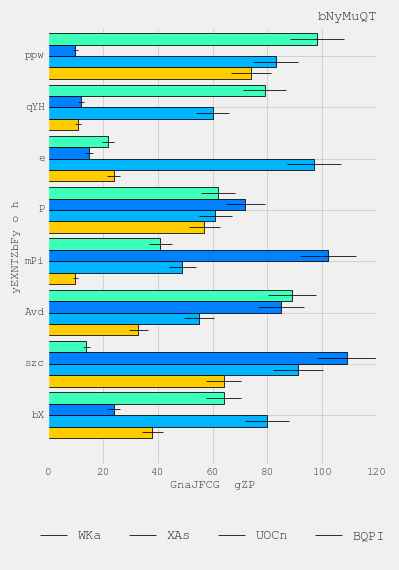 bNyMuQT
ppw
qYH
e
p
mPi
Avd
szc
bX
yEXNTZbFy o h
0 20 40 60 80 100 120
GnaJFCG gZP
WKa XAs UOCn BQPI